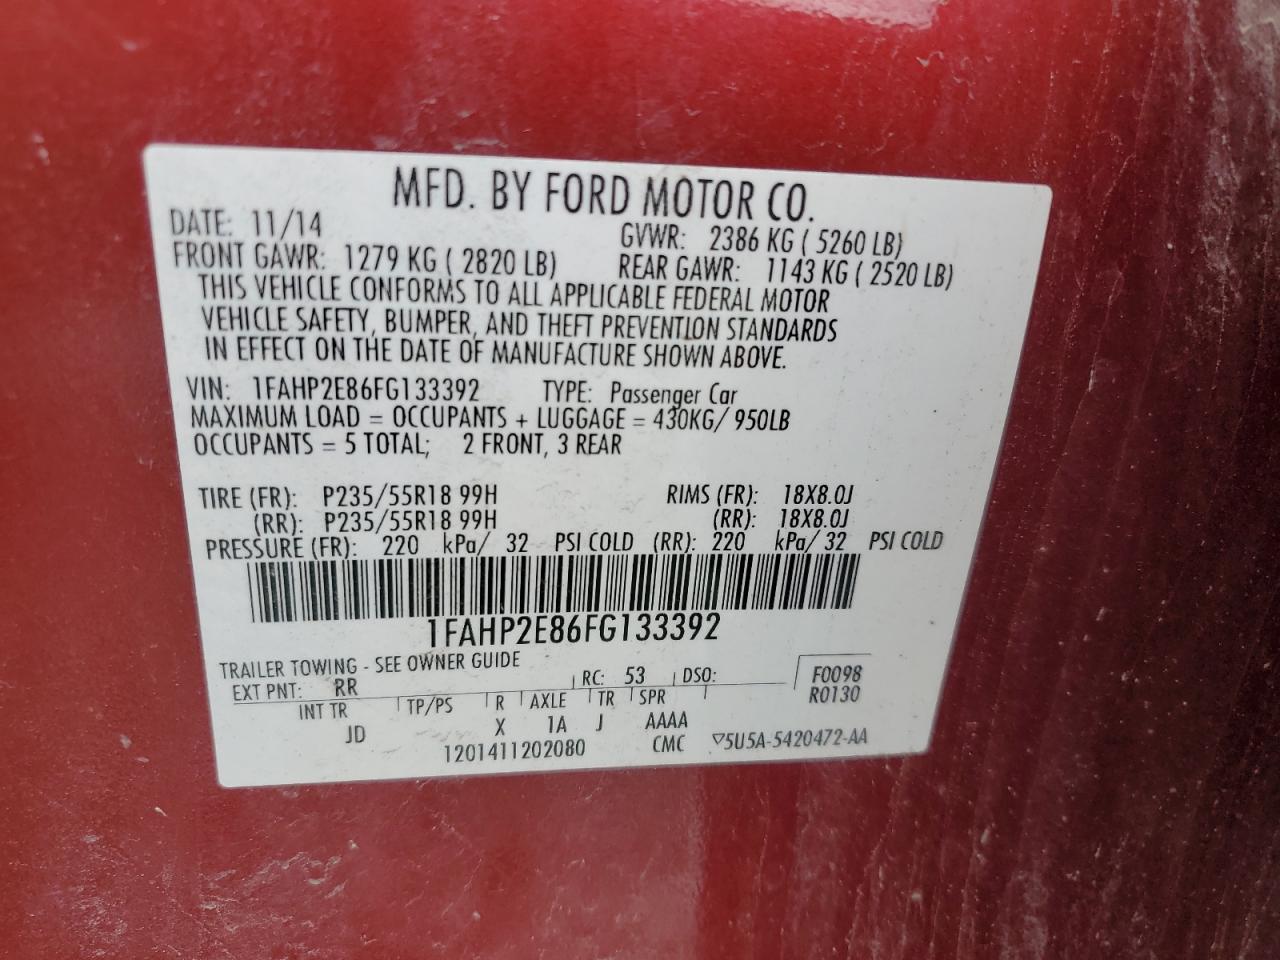 MFD. BY FORD MOTOR CO.
DATE: 11/14 GVWR: 2386 KG ( 5260 LB)
FRONT GAWR: 1279 KG ( 2820 LB) REAR GAWR: 1143 KG ( 2520 LB)
THIS VEHICLE CONFORMS TO ALL APPLICABLE FEDERAL MOTOR
VEHICLE SAFETY, BUMPER, AND THEFT PREVENTION STANDARDS
IN EFFECT ON THE DATE OF MANUFACTURE SHOWN ABOVE.
VIN: 1FAHP2E86FG133392 TYPE: Passenger Car
MAXIMUM LOAD = OCCUPANTS + LUGGAGE = 430KG/ 950LB
OCCUPANTS = 5 TOTAL; 2 FRONT, 3 REAR
TIRE (FR): P235/55R18 99H RIMS (FR): 18X8.0J
(RR): P235/55R18 99H (RR): 18X8.0J
PRESSURE (FR): 220 kPa/ 32 PSI COLD (RR): 220 kPa/ 32 PSI COLD
1FAHP2E86FG133392
TRAILER TOWING - SEE OWNER GUIDE
EXT PNT: RR RC: 53 DSO: F0098
INT TR TP/PS R AXLE TR SPR R0130
JD X 1A J AAAA
1201411202080 CMC ▽5U5A-5420472-AA